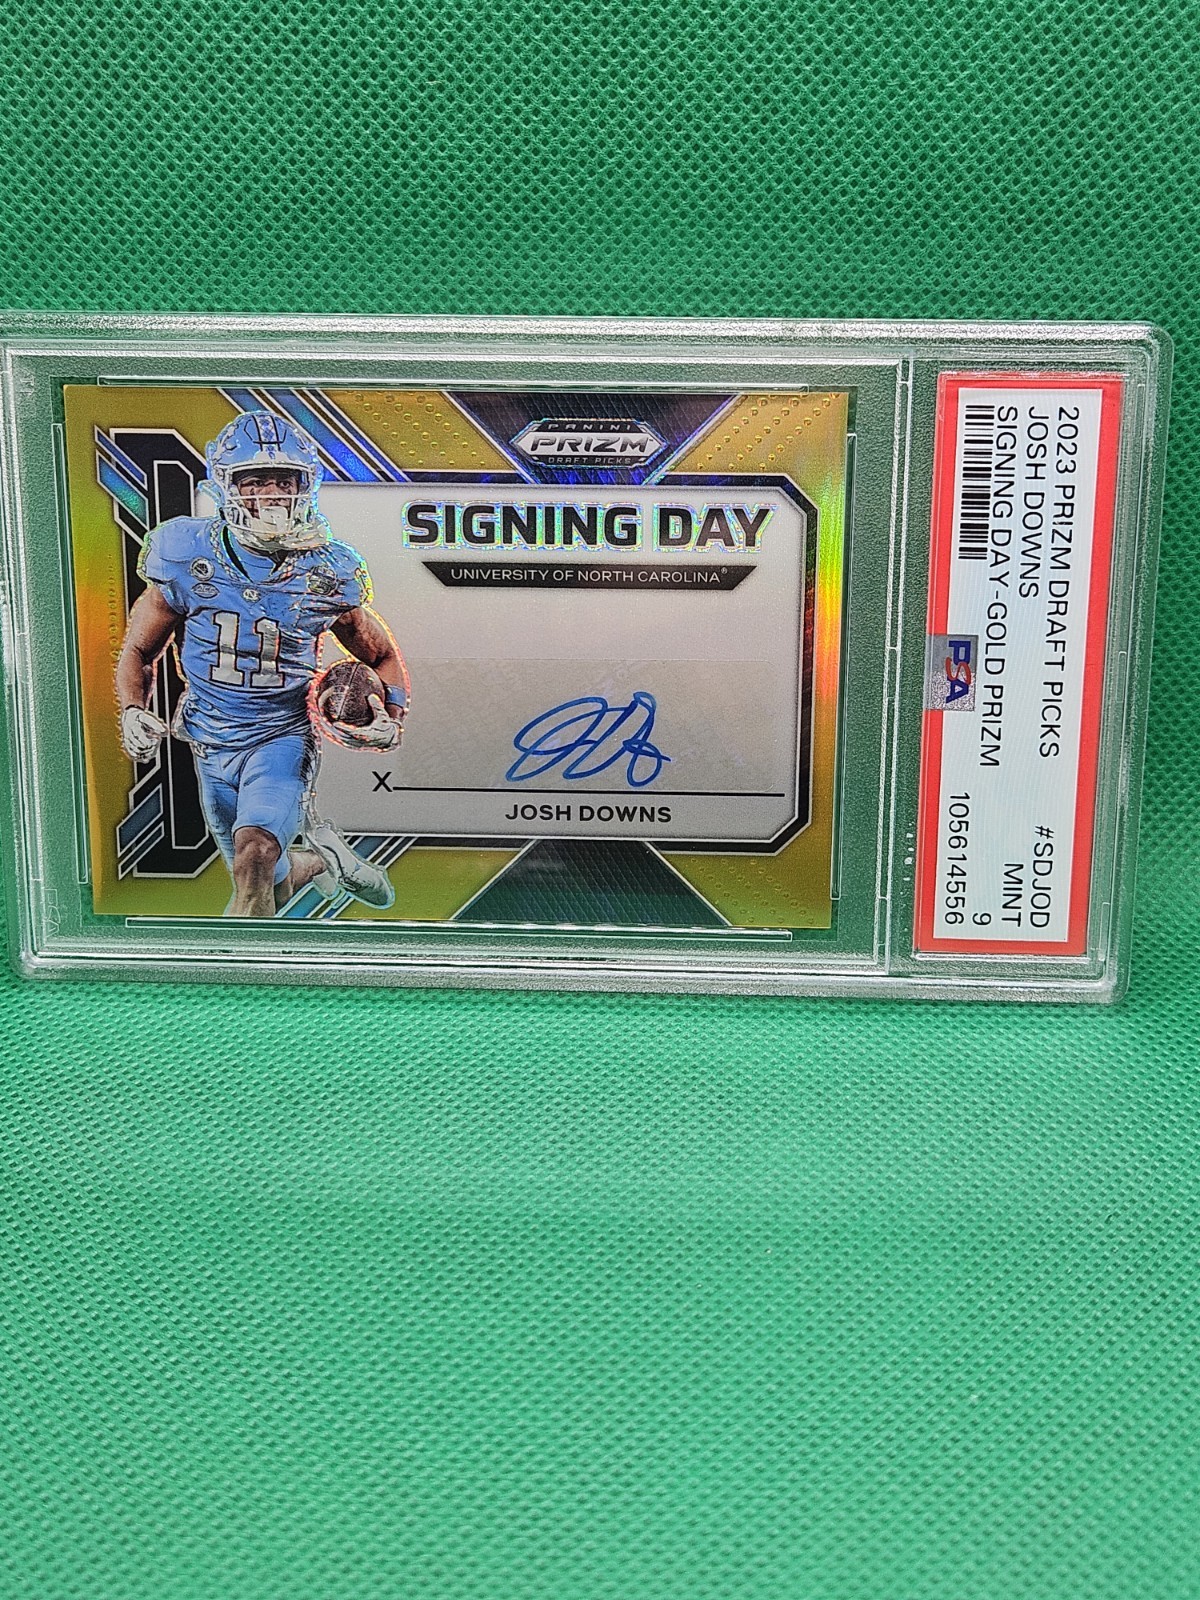 PANINI
PRIZM
DRAFT PICKS
SIGNING DAY
UNIVERSITY OF NORTH CAROLINA®
11
X
JOSH DOWNS
2023 PRIZM DRAFT PICKS #SDJOD
JOSH DOWNS MINT
SIGNING DAY-GOLD PRIZM 9
PSA
105614556